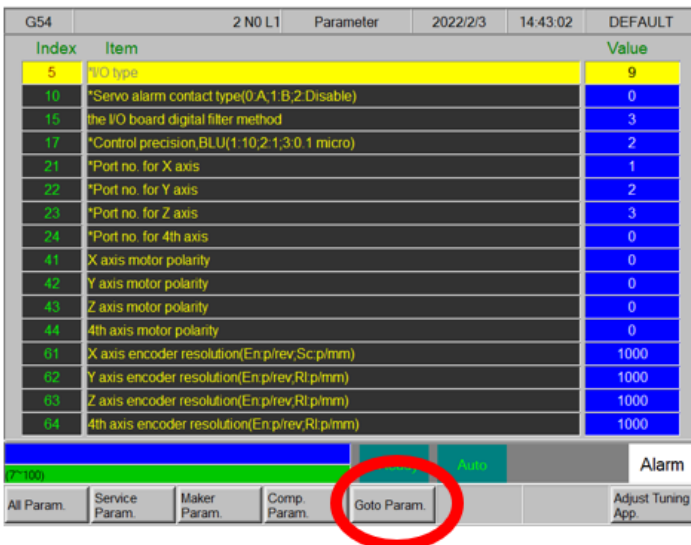 G54 2 N0 L1 Parameter 2022/2/3 14:43:02 DEFAULT
Index Item Value
5 *I/O type 9
10 *Servo alarm contact type(0:A;1:B;2:Disable) 0
15 the I/O board digital filter method 3
17 *Control precision,BLU(1:10;2:1;3:0.1 micro) 2
21 *Port no. for X axis 1
22 *Port no. for Y axis 2
23 *Port no. for Z axis 3
24 *Port no. for 4th axis 0
41 X axis motor polarity 0
42 Y axis motor polarity 0
43 Z axis motor polarity 0
44 4th axis motor polarity 0
61 X axis encoder resolution(En:p/rev;Sc:p/mm) 1000
62 Y axis encoder resolution(En:p/rev;Rl:p/mm) 1000
63 Z axis encoder resolution(En:p/rev;Rl:p/mm) 1000
64 4th axis encoder resolution(En:p/rev;Rl:p/mm) 1000
Auto Alarm
(7~100)
All Param. Service Param. Maker Param. Comp. Param. Goto Param. Adjust Tuning App.